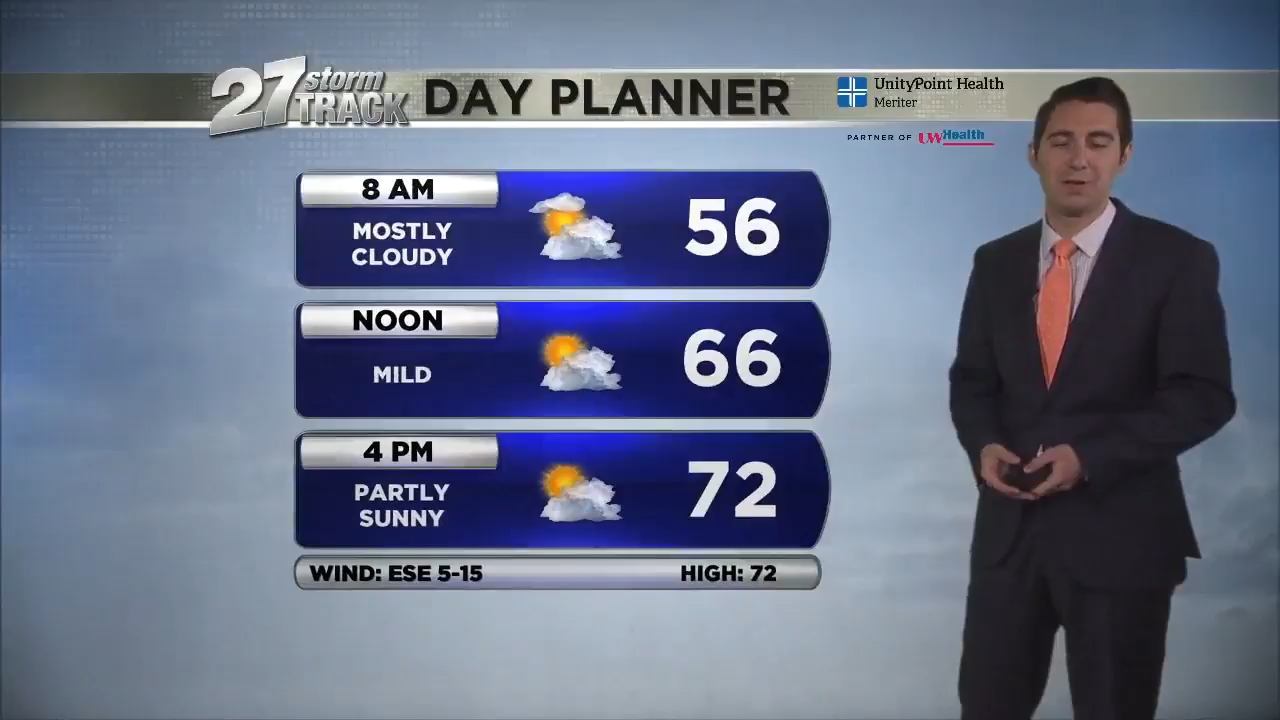 27 storm TRACK DAY PLANNER
UnityPoint Health
Meriter
PARTNER OF UWHealth
8 AM
MOSTLY
CLOUDY
56
NOON
MILD
66
4 PM
PARTLY
SUNNY
72
WIND: ESE 5-15
HIGH: 72